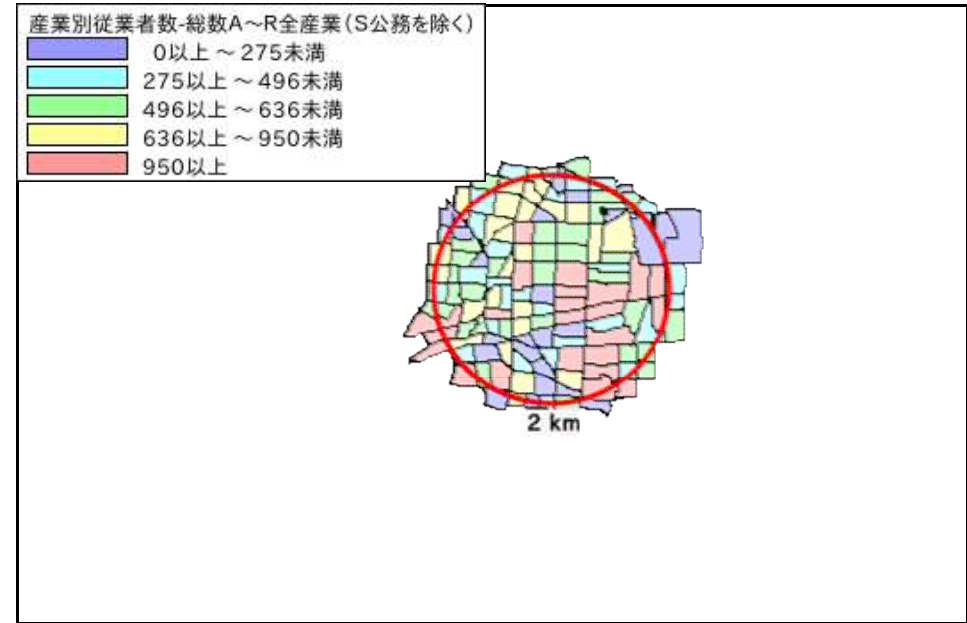 産業別従業者数-総数A～R全産業(S公務を除く)
0以上 ～ 275未満
275以上 ～ 496未満
496以上 ～ 636未満
636以上 ～ 950未満
950以上
2 km